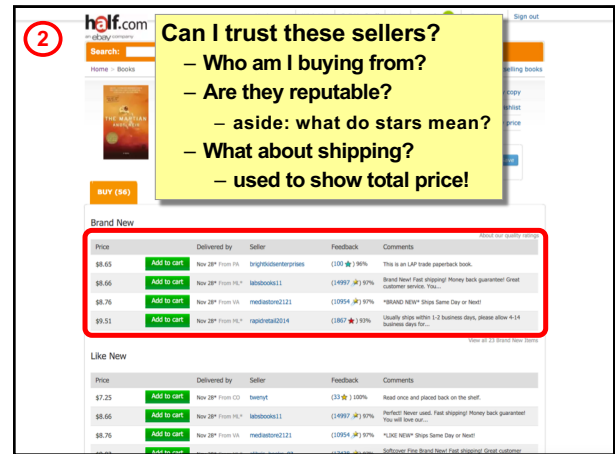 half.com
an ebay company
Sign out
2
Can I trust these sellers?
– Who am I buying from?
– Are they reputable?
– aside: what do stars mean?
– What about shipping?
– used to show total price!
Search:
Home > Books
selling books
copy
wishlist
price
THE MARTIAN
ANDY WEIR
BUY (56)
Brand New
About our quality ratings
Price Delivered by Seller Feedback Comments
$8.65 Add to cart Nov 28* From PA brightkidsenterprises (100 ) 96% This is an LAP trade paperback book.
$8.66 Add to cart Nov 28* From ML* labsbooks11 (14997 ) 97% Brand New! Fast shipping! Money back guarantee! Great
customer service. You...
$8.76 Add to cart Nov 28* From VA mediastore2121 (10954 ) 97% *BRAND NEW* Ships Same Day or Next!
$9.51 Add to cart Nov 28* From ML* rapidretail2014 (1867 ) 93% Usually ships within 1-2 business days, please allow 4-14
business days for...
View all 23 Brand New Items
Like New
Price Delivered by Seller Feedback Comments
$7.25 Add to cart Nov 28* From CO twenyt (33 ) 100% Read once and placed back on the shelf.
$8.66 Add to cart Nov 28* From ML* labsbooks11 (14997 ) 97% Perfect! Never used. Fast shipping! Money back guarantee!
You will love our...
$8.76 Add to cart Nov 28* From VA mediastore2121 (10954 ) 97% *LIKE NEW* Ships Same Day or Next!
Softcover Fine Brand New! Fast shipping! Great customer